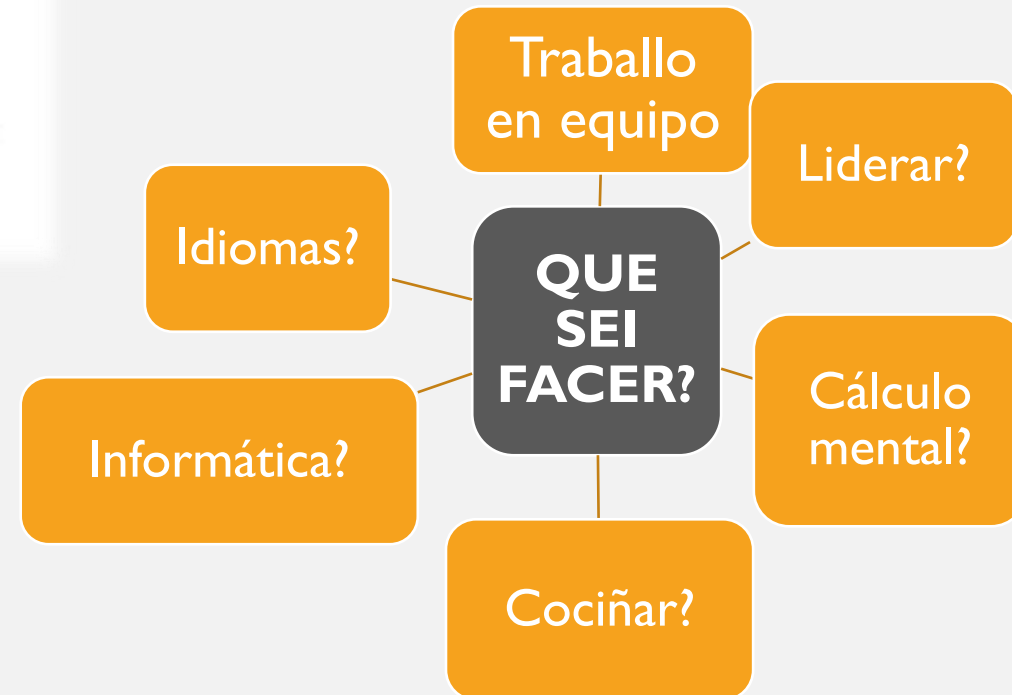 Traballo
en equipo
Liderar?
Idiomas?
QUE
SEI
FACER?
Cálculo
mental?
Informática?
Cociñar?